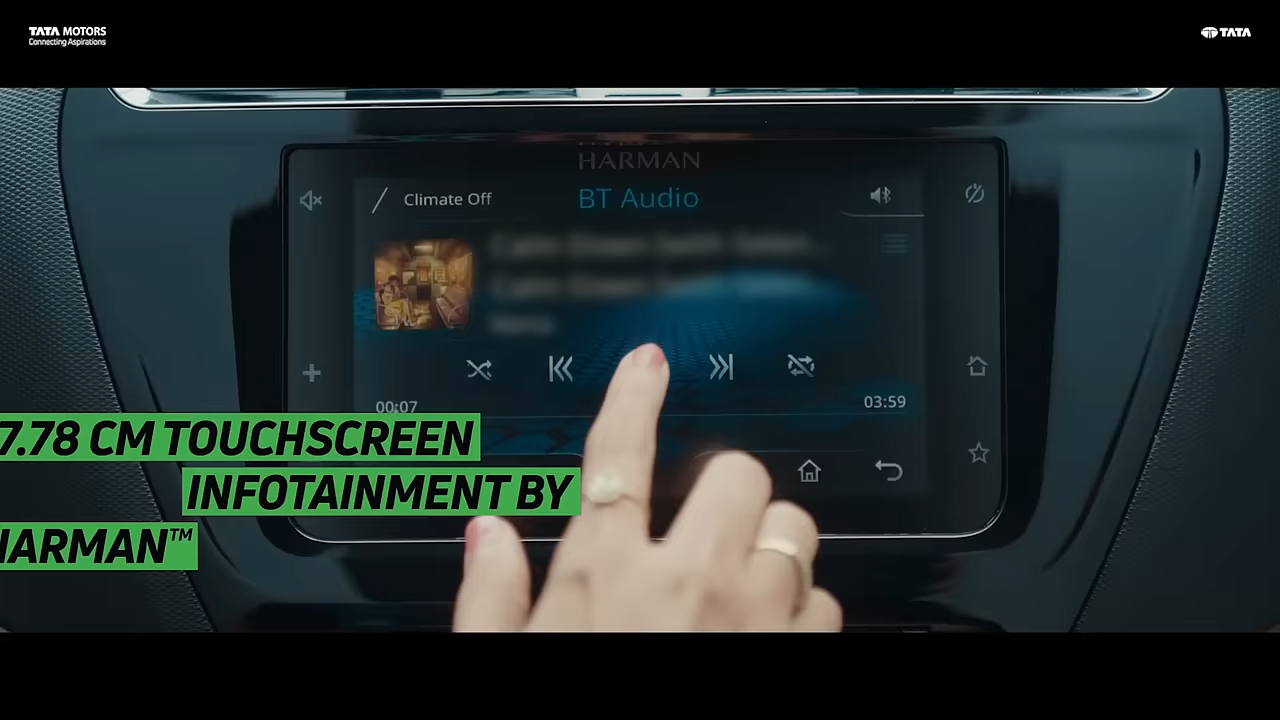 TATA MOTORS
Connecting Aspirations
TATA
HARMAN
Climate Off
BT Audio
00:07
03:59
7.78 CM TOUCHSCREEN
INFOTAINMENT BY
HARMAN™